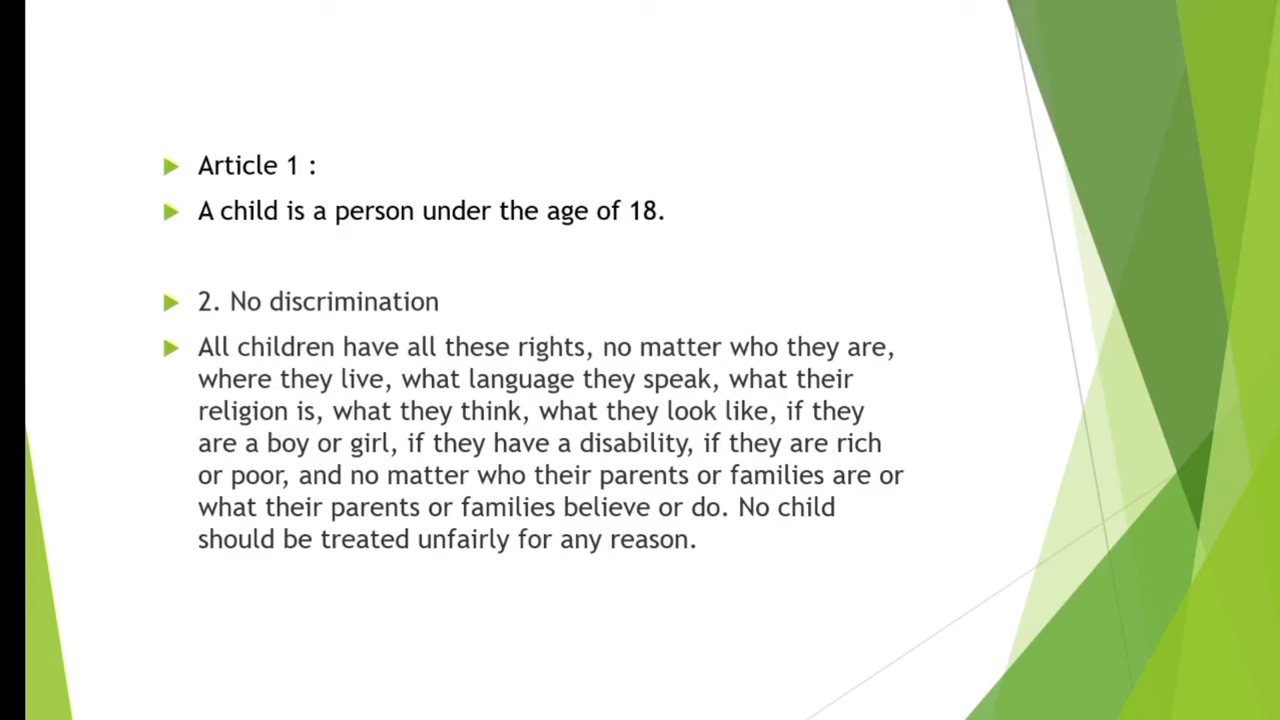 Article 1 :
A child is a person under the age of 18.
2. No discrimination
All children have all these rights, no matter who they are,
where they live, what language they speak, what their
religion is, what they think, what they look like, if they
are a boy or girl, if they have a disability, if they are rich
or poor, and no matter who their parents or families are or
what their parents or families believe or do. No child
should be treated unfairly for any reason.